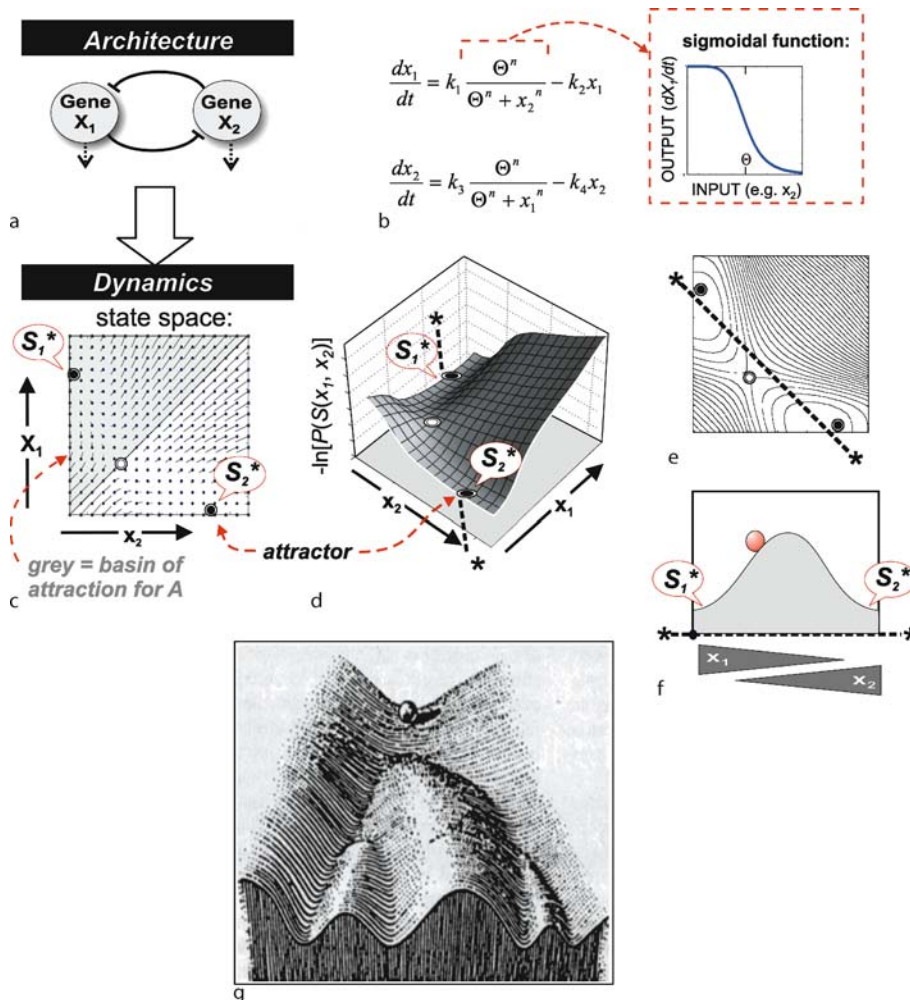 Architecture
Gene
X1
Gene
X2
a
dx1/dt = k1 Θ^n/(Θ^n + x2^n) − k2x1
dx2/dt = k3 Θ^n/(Θ^n + x1^n) − k4x2
b
sigmoidal function:
OUTPUT (dX1/dt)
Θ
INPUT (e.g. x2)
Dynamics
state space:
S1*
X1
S2*
x2
grey = basin of
attraction for A
c
attractor
-ln[P(S(x1, x2)]
S1*
S2*
x2
x1
*
*
d
*
*
e
S1*
S2*
*
*
x1
x2
f
g